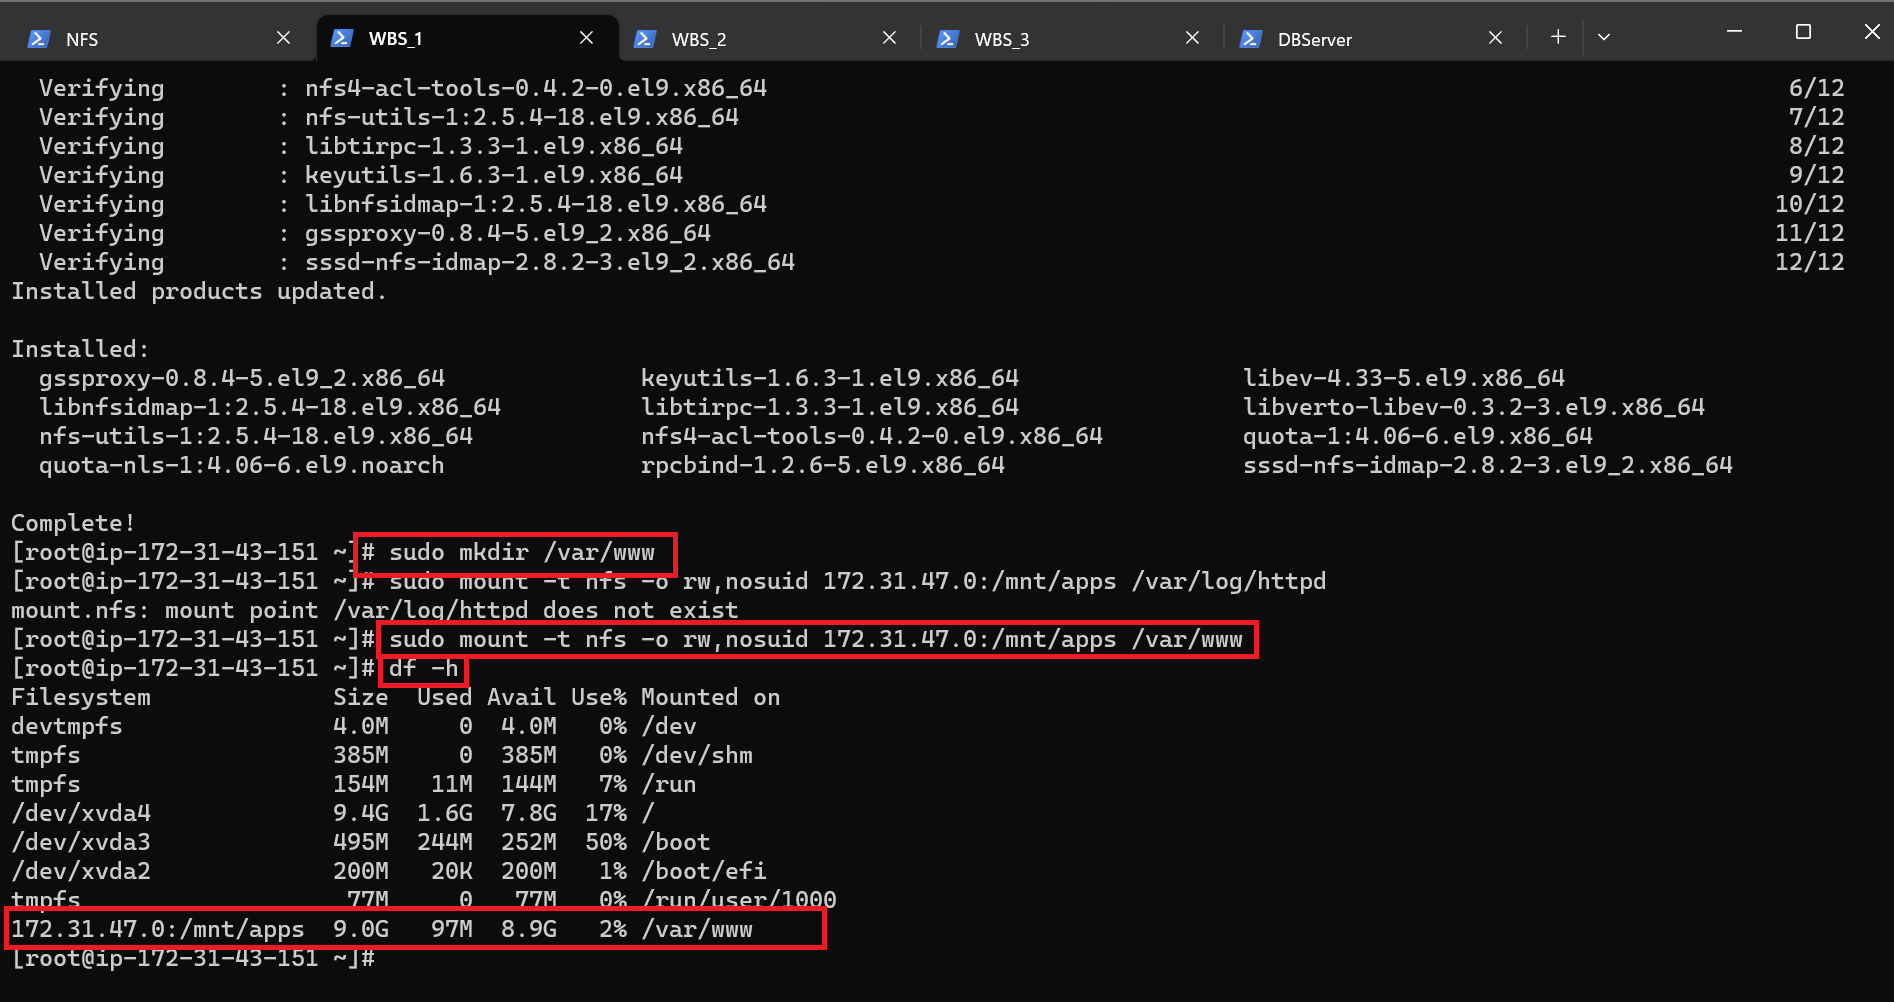 NFS WBS_1 WBS_2 WBS_3 DBServer
Verifying : nfs4-acl-tools-0.4.2-0.el9.x86_64 6/12
Verifying : nfs-utils-1:2.5.4-18.el9.x86_64 7/12
Verifying : libtirpc-1.3.3-1.el9.x86_64 8/12
Verifying : keyutils-1.6.3-1.el9.x86_64 9/12
Verifying : libnfsidmap-1:2.5.4-18.el9.x86_64 10/12
Verifying : gssproxy-0.8.4-5.el9_2.x86_64 11/12
Verifying : sssd-nfs-idmap-2.8.2-3.el9_2.x86_64 12/12
Installed products updated.
Installed:
gssproxy-0.8.4-5.el9_2.x86_64 keyutils-1.6.3-1.el9.x86_64 libev-4.33-5.el9.x86_64
libnfsidmap-1:2.5.4-18.el9.x86_64 libtirpc-1.3.3-1.el9.x86_64 libverto-libev-0.3.2-3.el9.x86_64
nfs-utils-1:2.5.4-18.el9.x86_64 nfs4-acl-tools-0.4.2-0.el9.x86_64 quota-1:4.06-6.el9.x86_64
quota-nls-1:4.06-6.el9.noarch rpcbind-1.2.6-5.el9.x86_64 sssd-nfs-idmap-2.8.2-3.el9_2.x86_64
Complete!
[root@ip-172-31-43-151 ~]# sudo mkdir /var/www
[root@ip-172-31-43-151 ~]# sudo mount -t nfs -o rw,nosuid 172.31.47.0:/mnt/apps /var/log/httpd
mount.nfs: mount point /var/log/httpd does not exist
[root@ip-172-31-43-151 ~]# sudo mount -t nfs -o rw,nosuid 172.31.47.0:/mnt/apps /var/www
[root@ip-172-31-43-151 ~]# df -h
Filesystem Size Used Avail Use% Mounted on
devtmpfs 4.0M 0 4.0M 0% /dev
tmpfs 385M 0 385M 0% /dev/shm
tmpfs 154M 11M 144M 7% /run
/dev/xvda4 9.4G 1.6G 7.8G 17% /
/dev/xvda3 495M 244M 252M 50% /boot
/dev/xvda2 200M 20K 200M 1% /boot/efi
tmpfs 77M 0 77M 0% /run/user/1000
172.31.47.0:/mnt/apps 9.0G 97M 8.9G 2% /var/www
[root@ip-172-31-43-151 ~]#